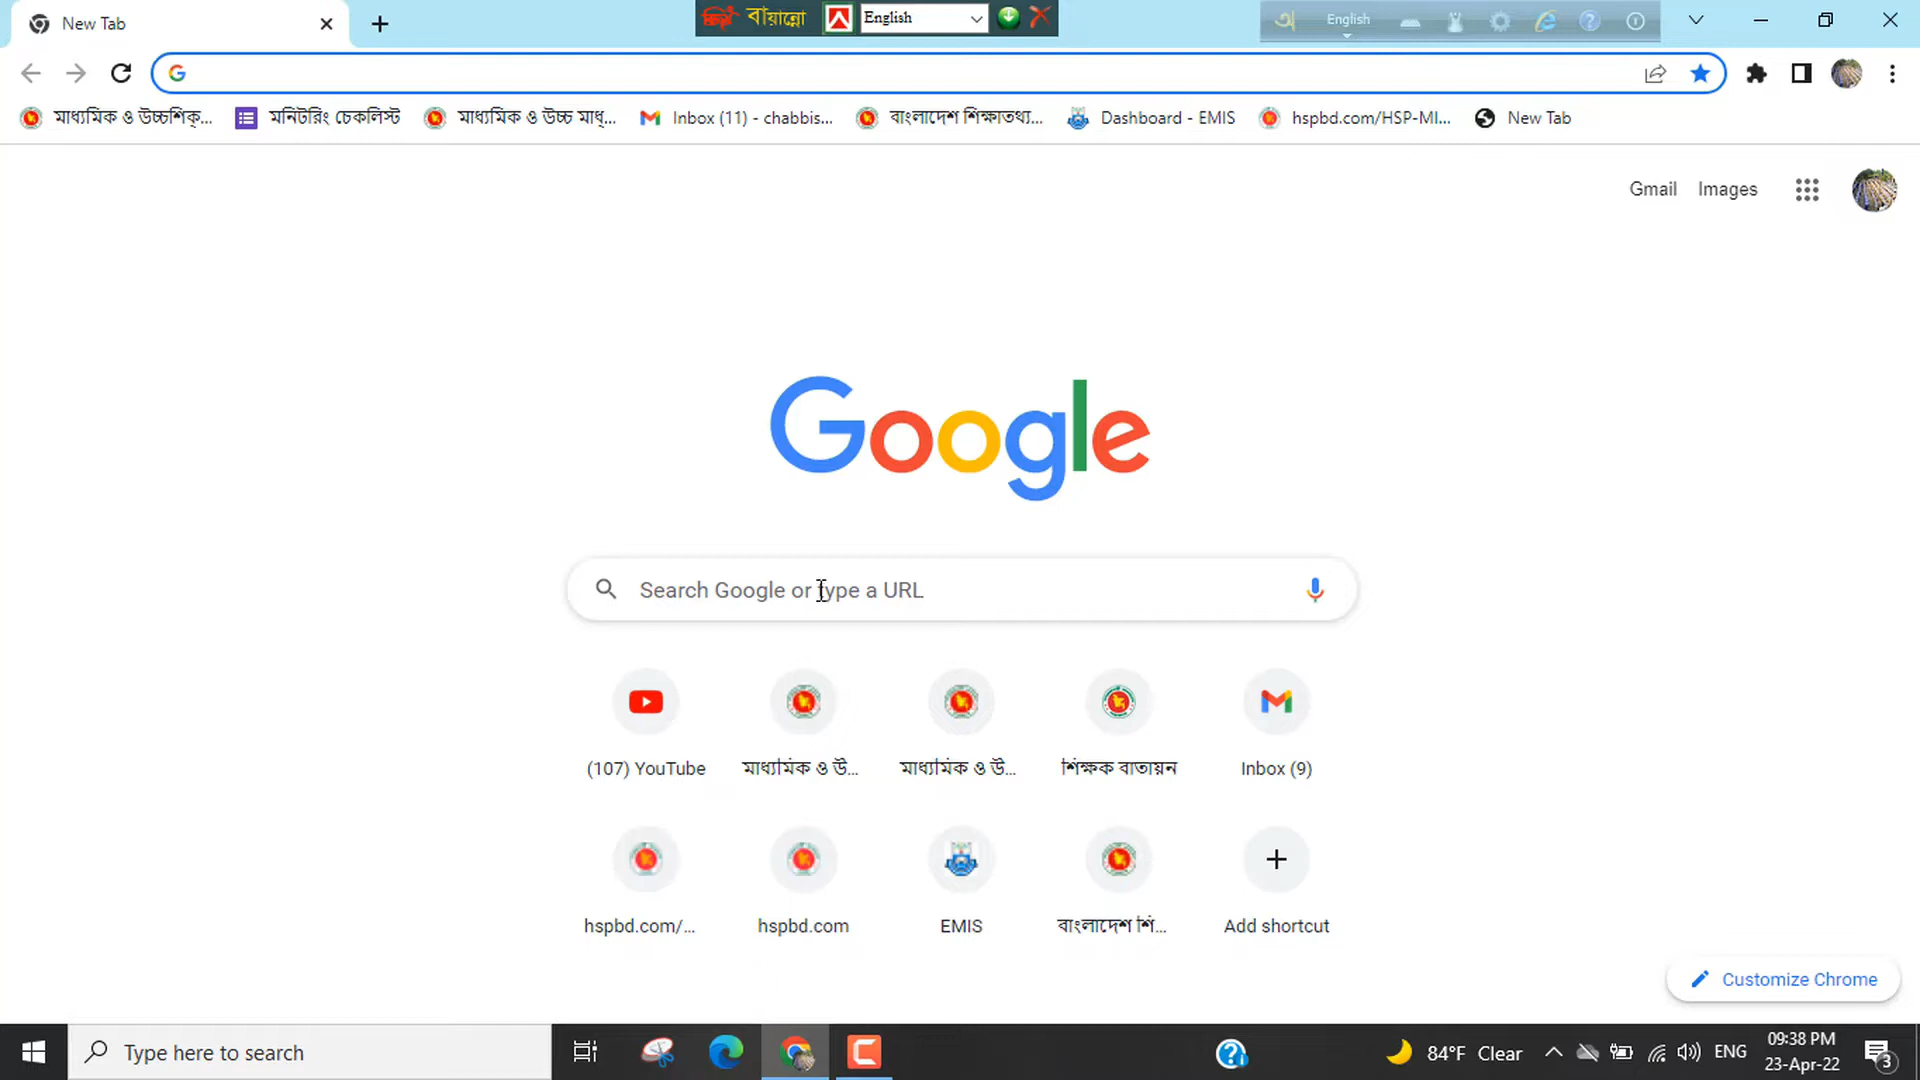 New Tab
বায়ান্নো
English
English
মাধ্যমিক ও উচ্চশিক্...
মনিটরিং চেকলিস্ট
মাধ্যমিক ও উচ্চ মাধ্...
Inbox (11) - chabbis...
বাংলাদেশ শিক্ষাতথ্য...
Dashboard - EMIS
hspbd.com/HSP-MI...
New Tab
Gmail
Images
Google
Search Google or type a URL
(107) YouTube
মাধ্যমিক ও উ...
মাধ্যমিক ও উ...
শিক্ষক বাতায়ন
Inbox (9)
hspbd.com/...
hspbd.com
EMIS
বাংলাদেশ শি...
Add shortcut
Customize Chrome
Type here to search
84°F Clear
ENG
09:38 PM
23-Apr-22
3